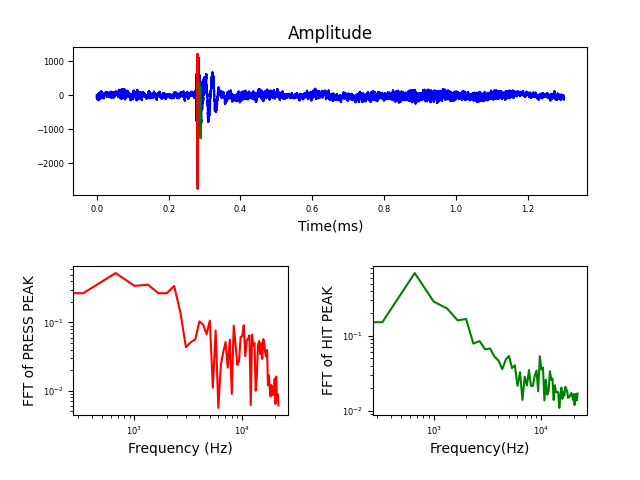 Amplitude
1000
0
−1000
−2000
0.0 0.2 0.4 0.6 0.8 1.0 1.2
Time(ms)
FFT of PRESS PEAK
10⁻¹
10⁻²
10³ 10⁴
Frequency (Hz)
FFT of HIT PEAK
10⁻¹
10⁻²
10³ 10⁴
Frequency(Hz)